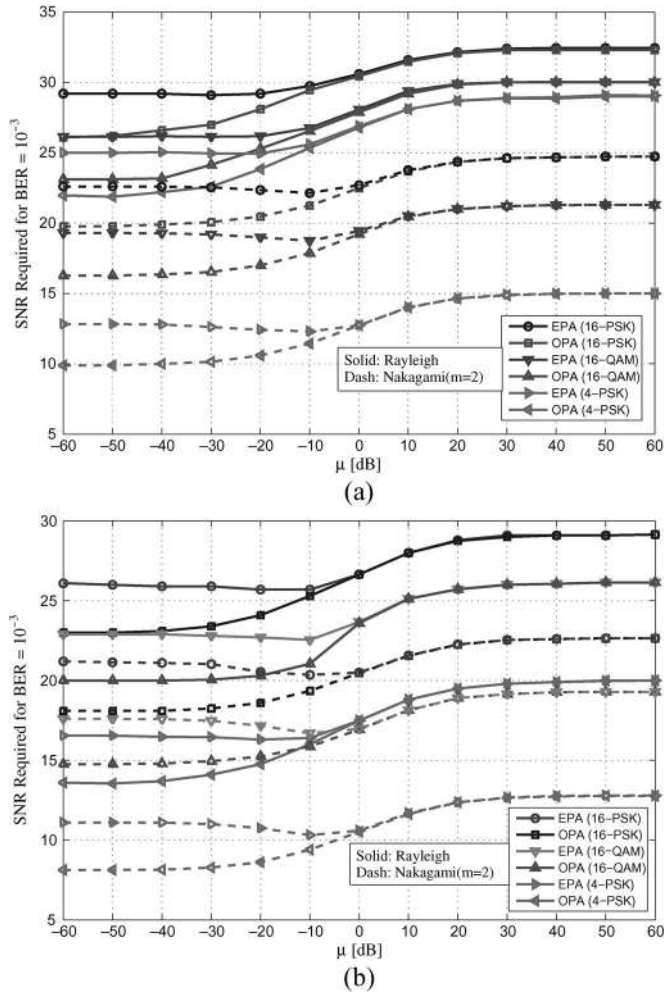 35
30
25
20
15
10
5
SNR Required for BER = 10⁻³
Solid: Rayleigh
Dash: Nakagami(m=2)
EPA (16−PSK)
OPA (16−PSK)
EPA (16−QAM)
OPA (16−QAM)
EPA (4−PSK)
OPA (4−PSK)
−60 −50 −40 −30 −20 −10 0 10 20 30 40 50 60
μ [dB]
(a)
30
25
20
15
10
5
SNR Required for BER = 10⁻³
Solid: Rayleigh
Dash: Nakagami(m=2)
EPA (16−PSK)
OPA (16−PSK)
EPA (16−QAM)
OPA (16−QAM)
EPA (4−PSK)
OPA (4−PSK)
−60 −50 −40 −30 −20 −10 0 10 20 30 40 50 60
μ [dB]
(b)